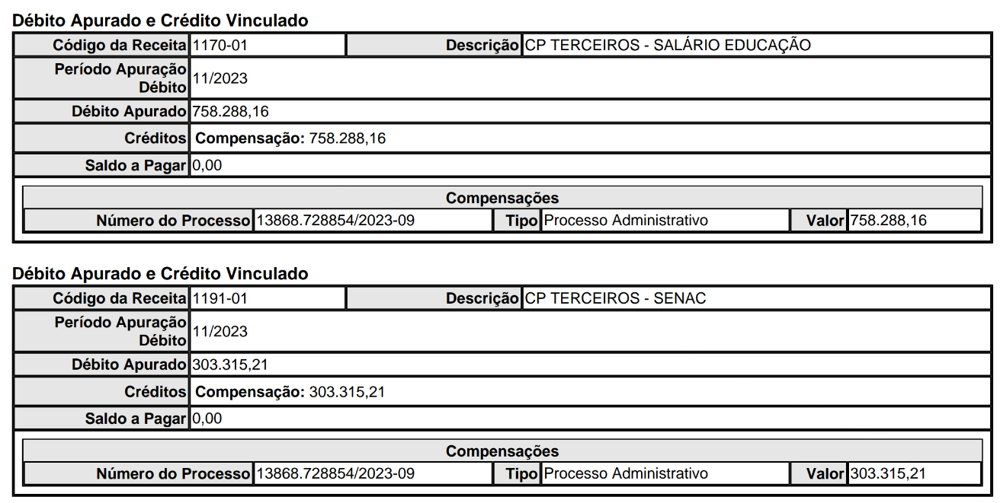 Débito Apurado e Crédito Vinculado
Código da Receita 1170-01 Descrição CP TERCEIROS - SALÁRIO EDUCAÇÃO
Período Apuração
Débito 11/2023
Débito Apurado 758.288,16
Créditos Compensação: 758.288,16
Saldo a Pagar 0,00
Compensações
Número do Processo 13868.728854/2023-09 Tipo Processo Administrativo Valor 758.288,16
Débito Apurado e Crédito Vinculado
Código da Receita 1191-01 Descrição CP TERCEIROS - SENAC
Período Apuração
Débito 11/2023
Débito Apurado 303.315,21
Créditos Compensação: 303.315,21
Saldo a Pagar 0,00
Compensações
Número do Processo 13868.728854/2023-09 Tipo Processo Administrativo Valor 303.315,21